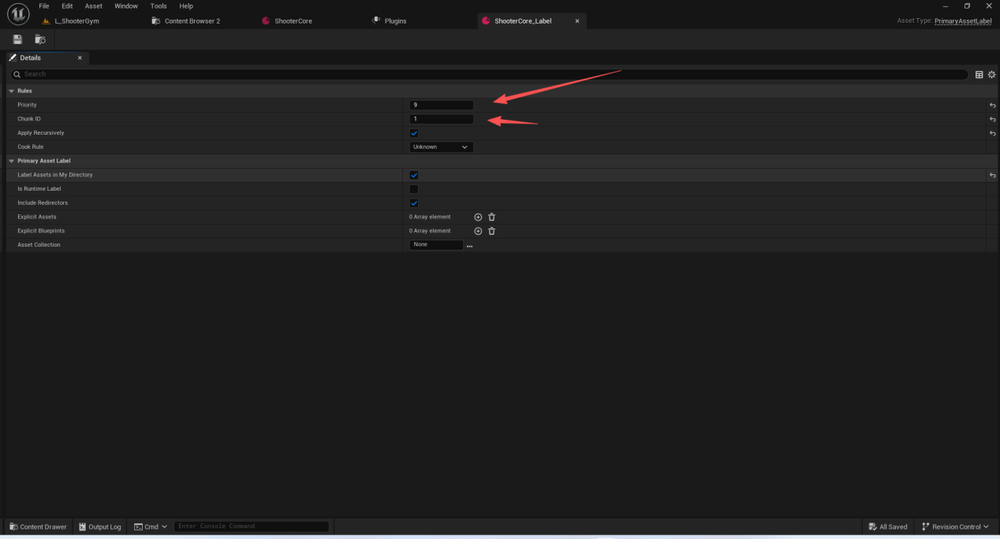 File Edit Asset Window Tools Help
L_ShooterGym Content Browser 2 ShooterCore Plugins ShooterCore_Label Asset Type: PrimaryAssetLabel
Details
Search
Rules
Priority 9
Chunk ID 1
Apply Recursively
Cook Rule Unknown
Primary Asset Label
Label Assets in My Directory
Is Runtime Label
Include Redirectors
Explicit Assets 0 Array element
Explicit Blueprints 0 Array element
Asset Collection None
Content Drawer Output Log Cmd Enter Console Command All Saved Revision Control